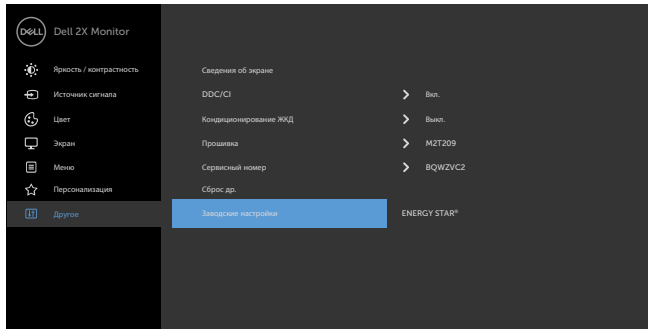 DELL
Dell 2X Monitor
Яркость / контрастность
Источник сигнала
Цвет
Экран
Меню
Персонализация
Другое
Сведения об экране
DDC/CI
Вкл.
Кондиционирование ЖКД
Выкл.
Прошивка
M2T209
Сервисный номер
BQWZVC2
Сброс др.
Заводские настройки
ENERGY STAR®